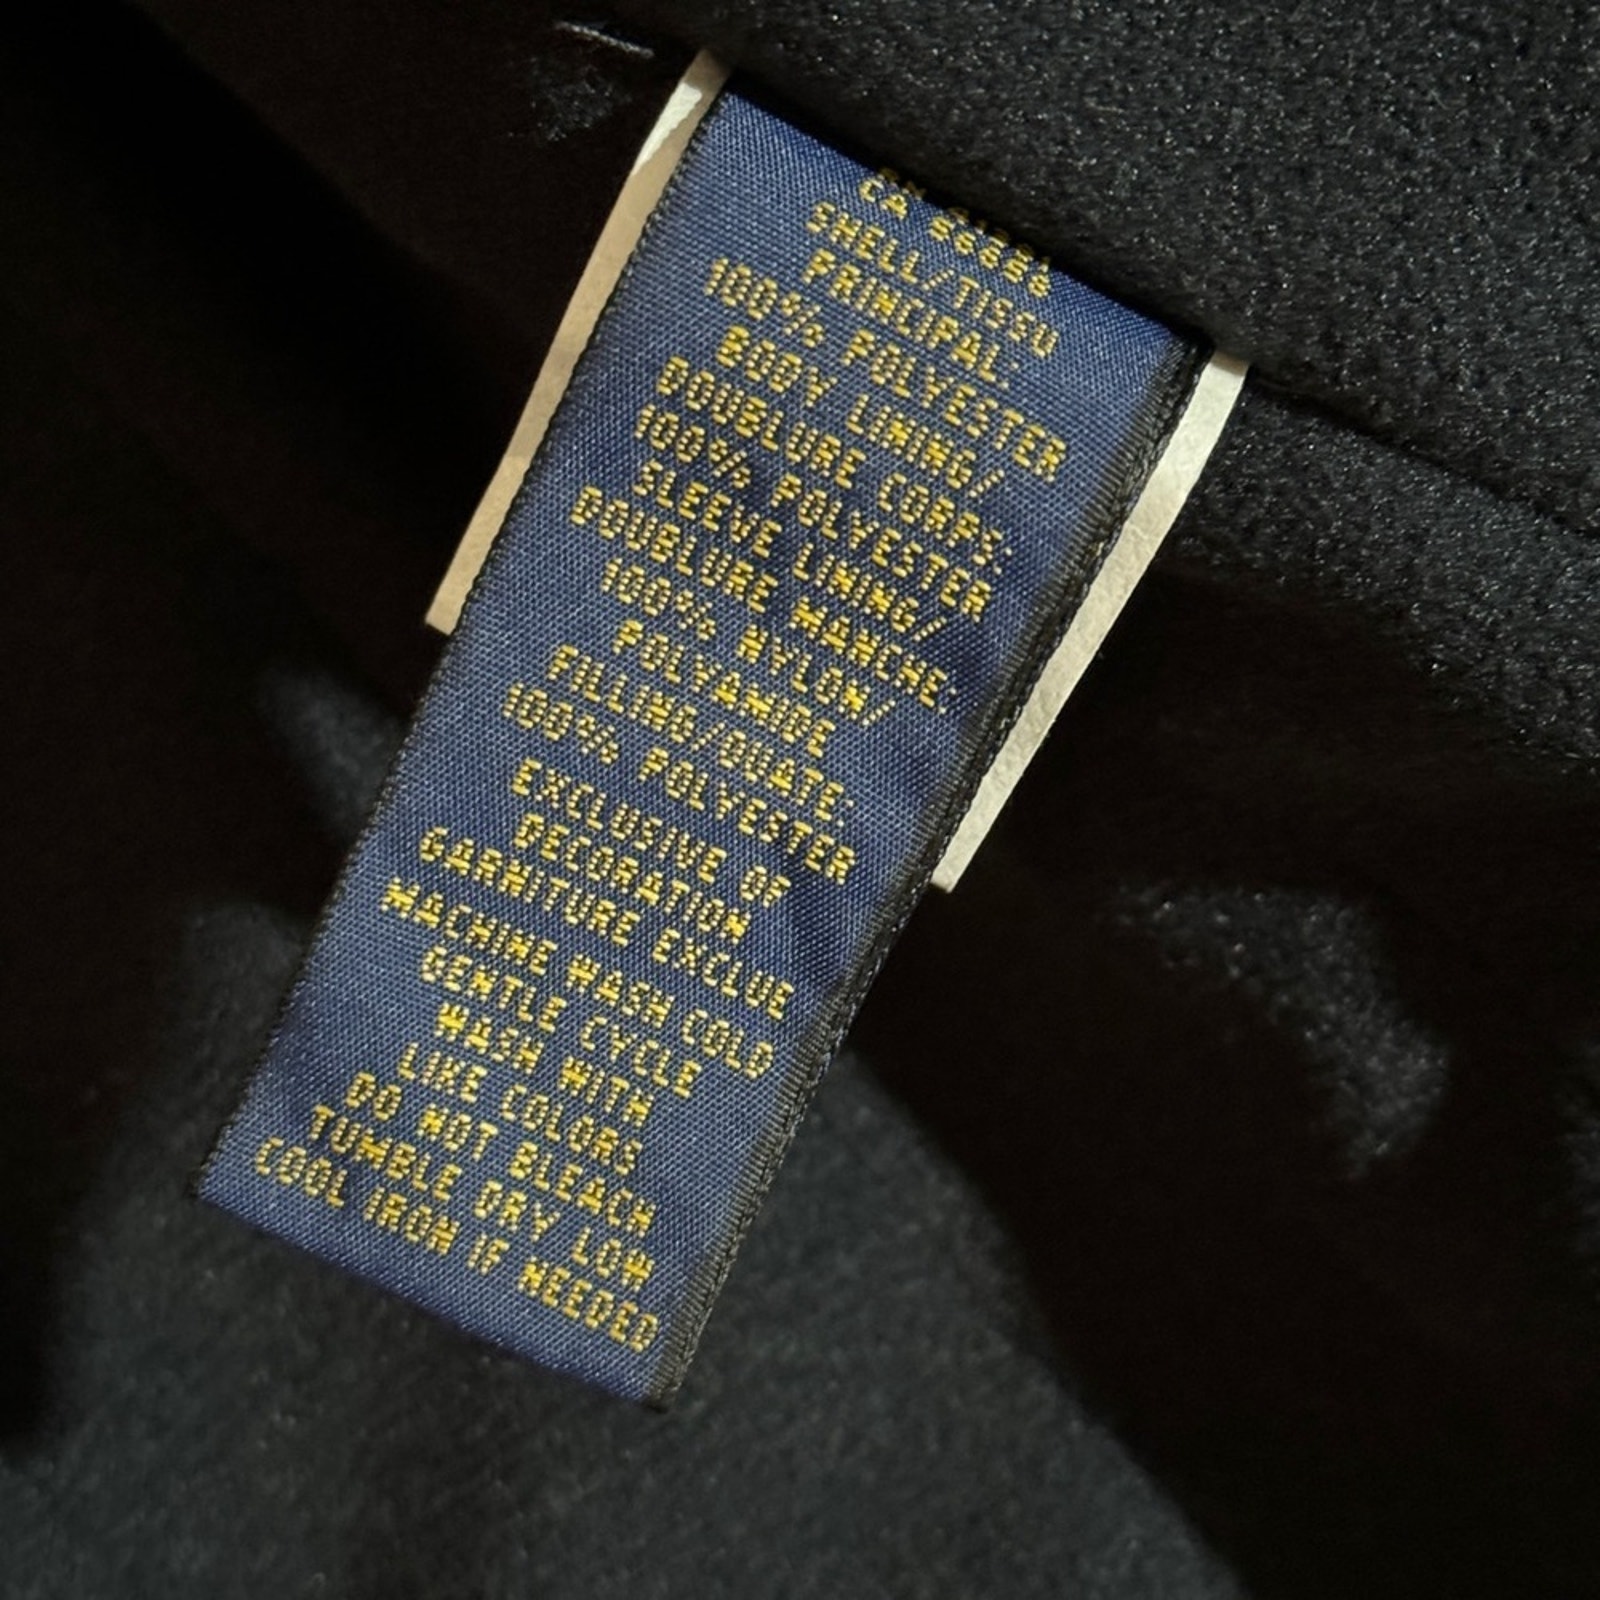 CA 56656
SHELL/TISSU
PRINCIPAL:
100% POLYESTER
BODY LINING/
DOUBLURE CORPS:
100% POLYESTER
SLEEVE LINING/
DOUBLURE MANCHE:
100% NYLON/
POLYAMIDE
FILLING/OUATE:
100% POLYESTER
EXCLUSIVE OF
DECORATION
GARNITURE EXCLUE
MACHINE WASH COLD
GENTLE CYCLE
WASH WITH
LIKE COLORS
DO NOT BLEACH
TUMBLE DRY LOW
COOL IRON IF NEEDED